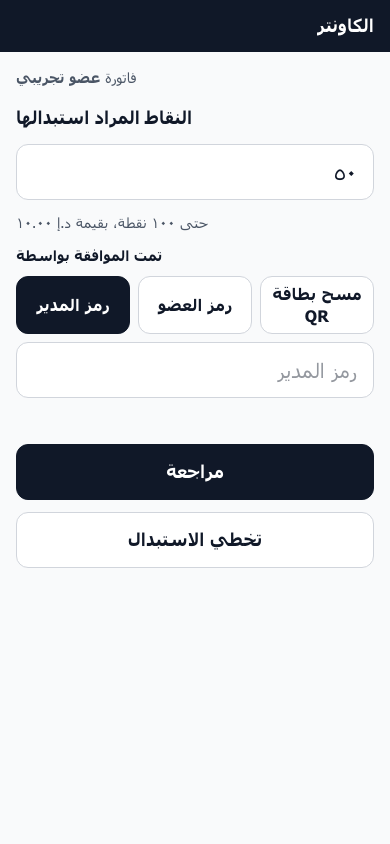 الكاونتر
فاتورة عضو تجريبي
النقاط المراد استبدالها
٥٠
حتى ١٠٠ نقطة، بقيمة د.إ ١٠.٠٠
تمت الموافقة بواسطة
مسح بطاقة
QR
رمز العضو
رمز المدير
رمز المدير
مراجعة
تخطي الاستبدال